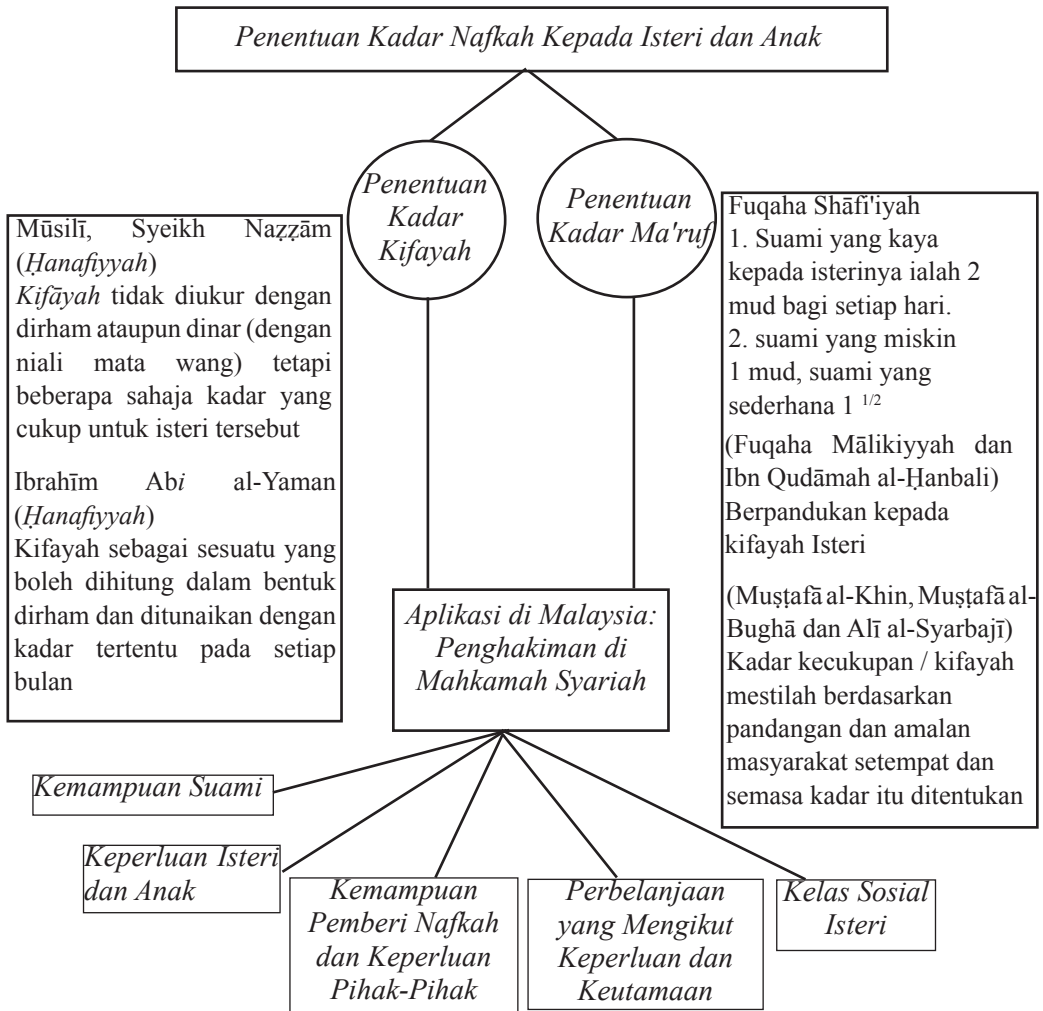 Penentuan Kadar Nafkah Kepada Isteri dan Anak
Penentuan
Kadar
Kifayah
Penentuan
Kadar Ma'ruf
Mūsilī, Syeikh Naẓẓām
(Ḥanafiyyah)
Kifāyah tidak diukur dengan
dirham ataupun dinar (dengan
niali mata wang) tetapi
beberapa sahaja kadar yang
cukup untuk isteri tersebut
Ibrahīm Abi al-Yaman
(Ḥanafiyyah)
Kifayah sebagai sesuatu yang
boleh dihitung dalam bentuk
dirham dan ditunaikan dengan
kadar tertentu pada setiap
bulan
Fuqaha Shāfi'iyah
1. Suami yang kaya
kepada isterinya ialah 2
mud bagi setiap hari.
2. suami yang miskin
1 mud, suami yang
sederhana 1 1/2
(Fuqaha Mālikiyyah dan
Ibn Qudāmah al-Ḥanbali)
Berpandukan kepada
kifayah Isteri
(Muṣṭafā al-Khin, Muṣṭafā al-
Bughā dan Alī al-Syarbajī)
Kadar kecukupan / kifayah
mestilah berdasarkan
pandangan dan amalan
masyarakat setempat dan
semasa kadar itu ditentukan
Aplikasi di Malaysia:
Penghakiman di
Mahkamah Syariah
Kemampuan Suami
Keperluan Isteri
dan Anak
Kemampuan
Pemberi Nafkah
dan Keperluan
Pihak-Pihak
Perbelanjaan
yang Mengikut
Keperluan dan
Keutamaan
Kelas Sosial
Isteri